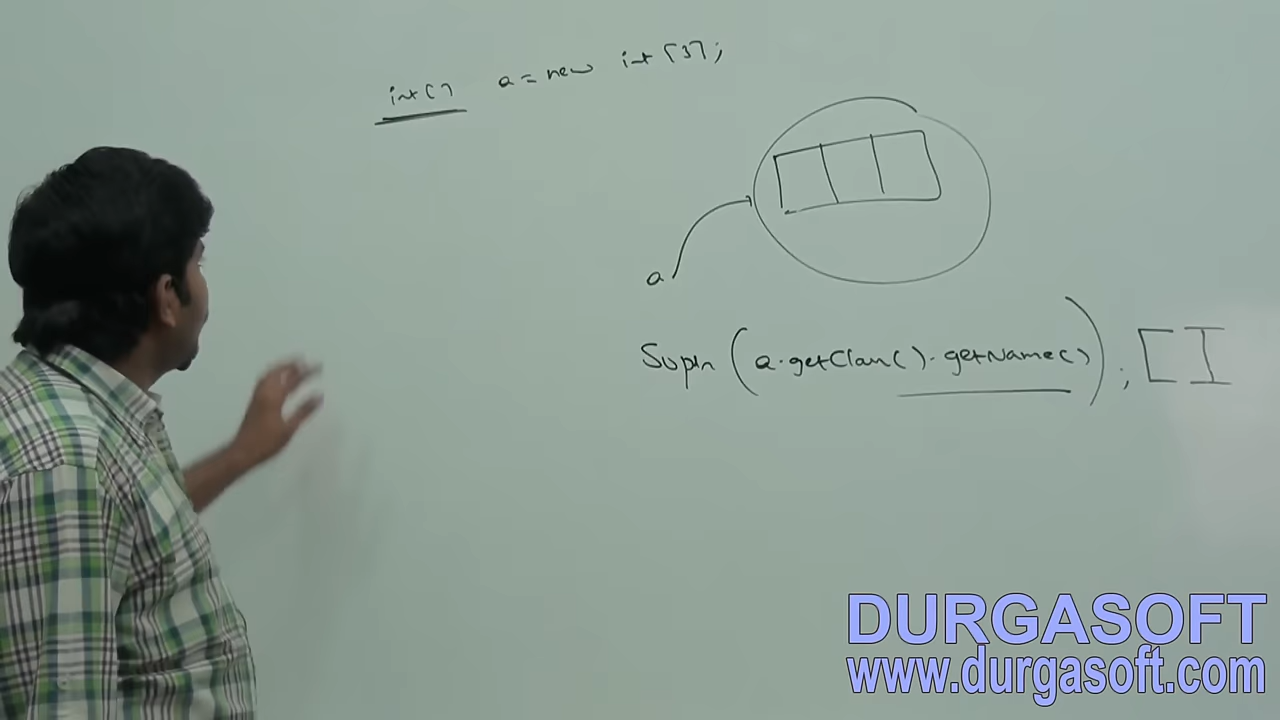 int[] a = new int[3];
a
Sopln (a.getClass().getName()); [I
DURGASOFT
www.durgasoft.com